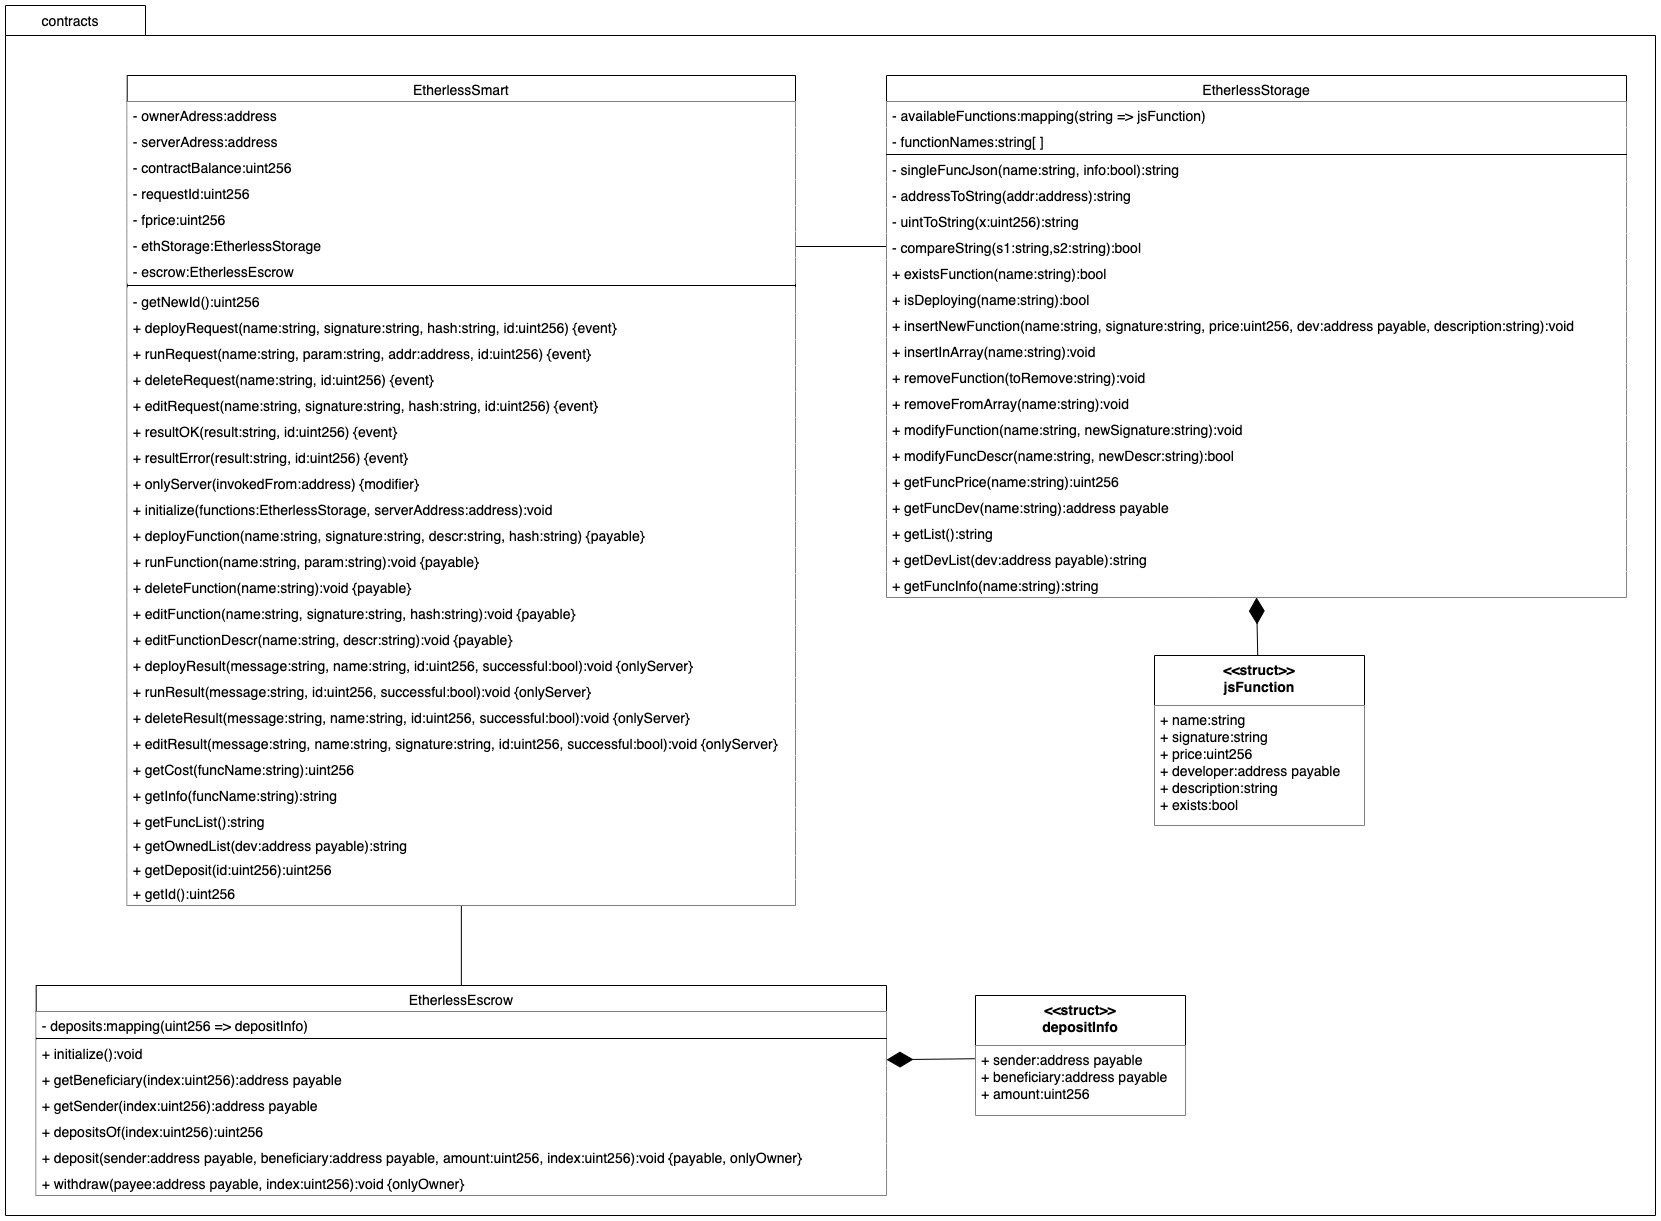 contracts
EtherlessSmart
- ownerAdress:address
- serverAdress:address
- contractBalance:uint256
- requestId:uint256
- fprice:uint256
- ethStorage:EtherlessStorage
- escrow:EtherlessEscrow
- getNewId():uint256
+ deployRequest(name:string, signature:string, hash:string, id:uint256) {event}
+ runRequest(name:string, param:string, addr:address, id:uint256) {event}
+ deleteRequest(name:string, id:uint256) {event}
+ editRequest(name:string, signature:string, hash:string, id:uint256) {event}
+ resultOK(result:string, id:uint256) {event}
+ resultError(result:string, id:uint256) {event}
+ onlyServer(invokedFrom:address) {modifier}
+ initialize(functions:EtherlessStorage, serverAddress:address):void
+ deployFunction(name:string, signature:string, descr:string, hash:string) {payable}
+ runFunction(name:string, param:string):void {payable}
+ deleteFunction(name:string):void {payable}
+ editFunction(name:string, signature:string, hash:string):void {payable}
+ editFunctionDescr(name:string, descr:string):void {payable}
+ deployResult(message:string, name:string, id:uint256, successful:bool):void {onlyServer}
+ runResult(message:string, id:uint256, successful:bool):void {onlyServer}
+ deleteResult(message:string, name:string, id:uint256, successful:bool):void {onlyServer}
+ editResult(message:string, name:string, signature:string, id:uint256, successful:bool):void {onlyServer}
+ getCost(funcName:string):uint256
+ getInfo(funcName:string):string
+ getFuncList():string
+ getOwnedList(dev:address payable):string
+ getDeposit(id:uint256):uint256
+ getId():uint256
EtherlessStorage
- availableFunctions:mapping(string => jsFunction)
- functionNames:string[ ]
- singleFuncJson(name:string, info:bool):string
- addressToString(addr:address):string
- uintToString(x:uint256):string
- compareString(s1:string,s2:string):bool
+ existsFunction(name:string):bool
+ isDeploying(name:string):bool
+ insertNewFunction(name:string, signature:string, price:uint256, dev:address payable, description:string):void
+ insertInArray(name:string):void
+ removeFunction(toRemove:string):void
+ removeFromArray(name:string):void
+ modifyFunction(name:string, newSignature:string):void
+ modifyFuncDescr(name:string, newDescr:string):bool
+ getFuncPrice(name:string):uint256
+ getFuncDev(name:string):address payable
+ getList():string
+ getDevList(dev:address payable):string
+ getFuncInfo(name:string):string
<<struct>>
jsFunction
+ name:string
+ signature:string
+ price:uint256
+ developer:address payable
+ description:string
+ exists:bool
EtherlessEscrow
- deposits:mapping(uint256 => depositInfo)
+ initialize():void
+ getBeneficiary(index:uint256):address payable
+ getSender(index:uint256):address payable
+ depositsOf(index:uint256):uint256
+ deposit(sender:address payable, beneficiary:address payable, amount:uint256, index:uint256):void {payable, onlyOwner}
+ withdraw(payee:address payable, index:uint256):void {onlyOwner}
<<struct>>
depositInfo
+ sender:address payable
+ beneficiary:address payable
+ amount:uint256